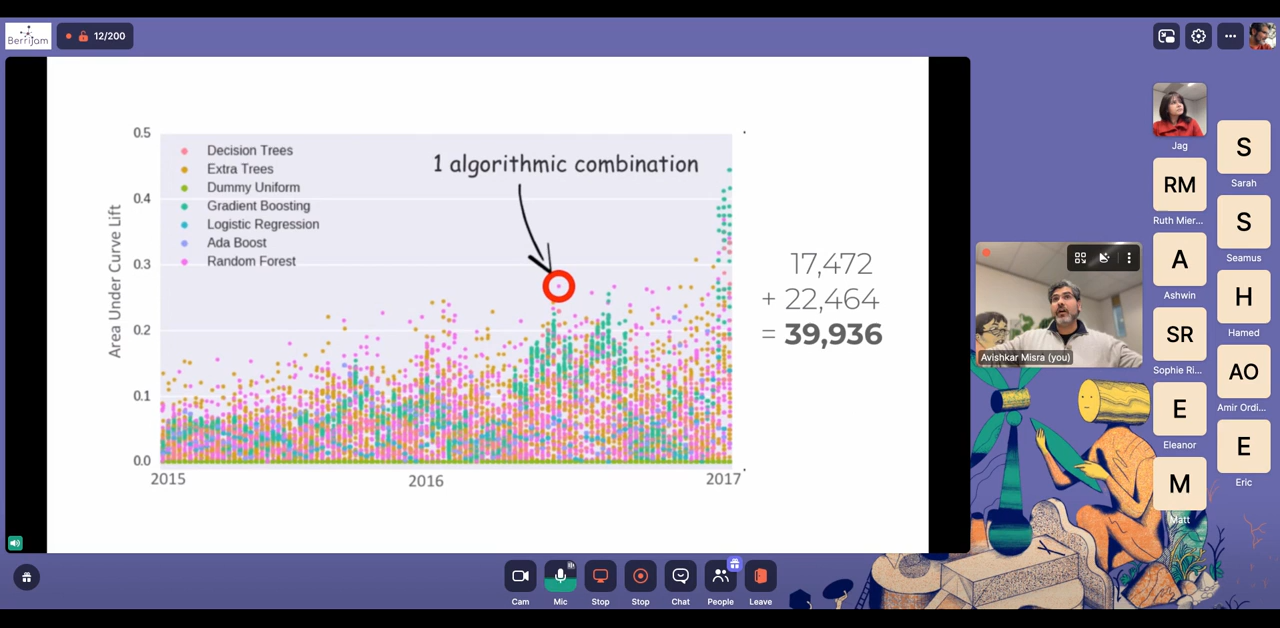 Berrijam
12/200
0.5
0.4
0.3
0.2
0.1
0.0
Area Under Curve Lift
Decision Trees
Extra Trees
Dummy Uniform
Gradient Boosting
Logistic Regression
Ada Boost
Random Forest
1 algorithmic combination
2015
2016
2017
17,472
+ 22,464
= 39,936
Avishkar Misra (you)
Jag
RM
Ruth Mier...
A
Ashwin
SR
Sophie Ri...
E
Eleanor
M
Matt
S
Sarah
S
Seamus
H
Hamed
AO
Amir Ordi...
E
Eric
Cam
Mic
Stop
Stop
Chat
People
Leave